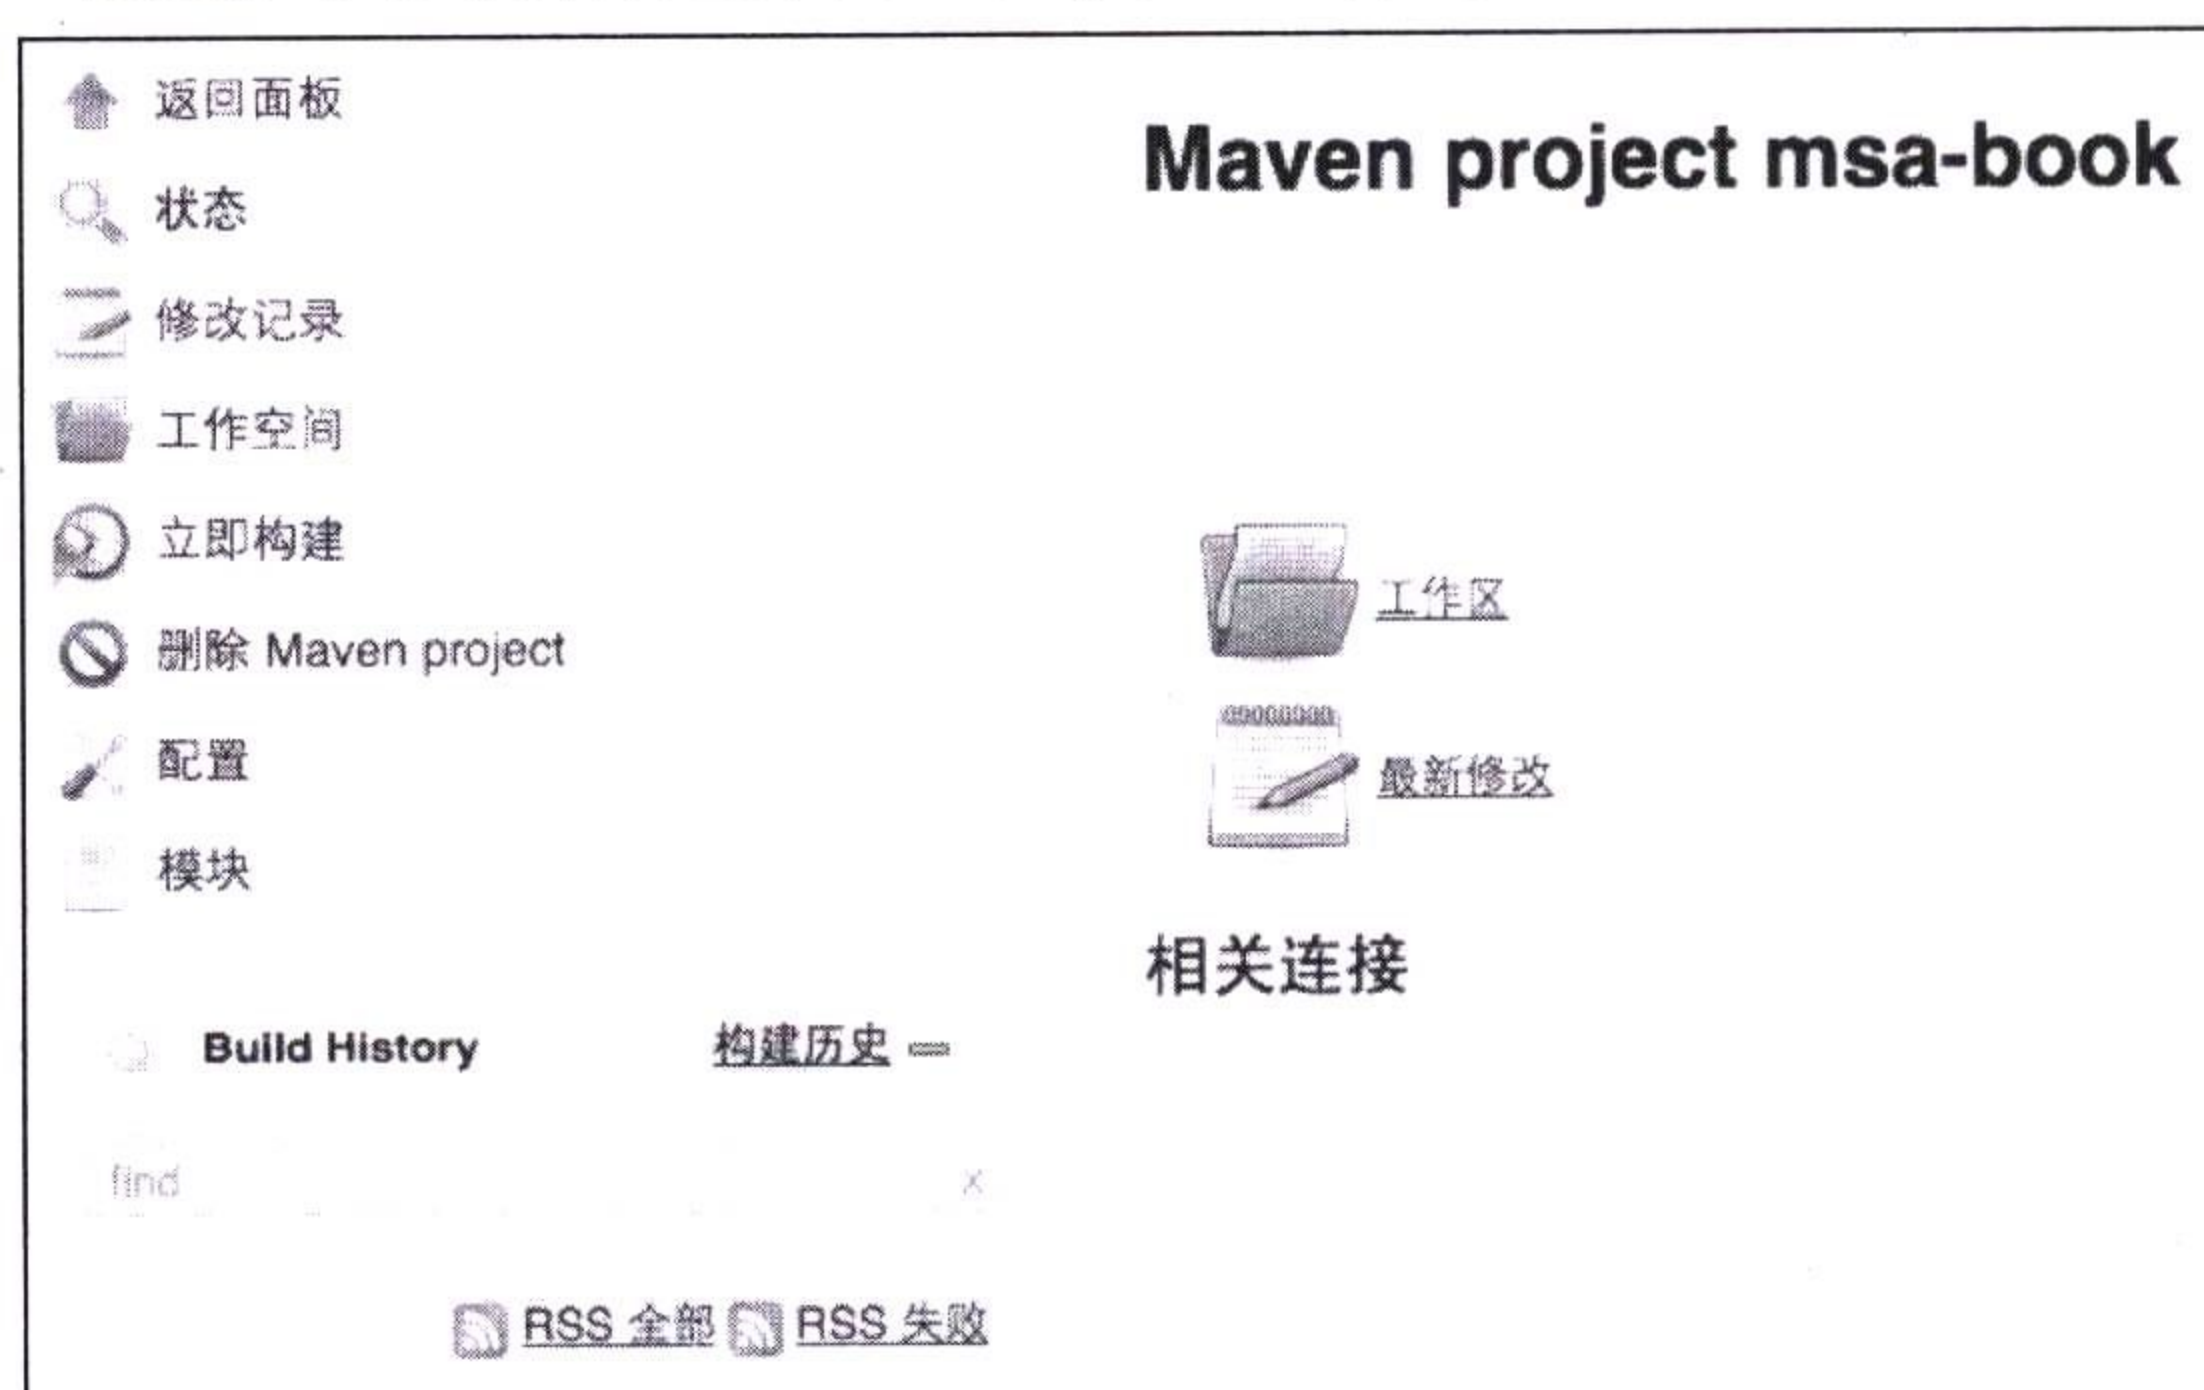 返回面板
状态
修改记录
工作空间
立即构建
删除 Maven project
配置
模块
Build History 构建历史
find x
RSS 全部 RSS 失败
Maven project msa-book
工作区
最新修改
相关连接